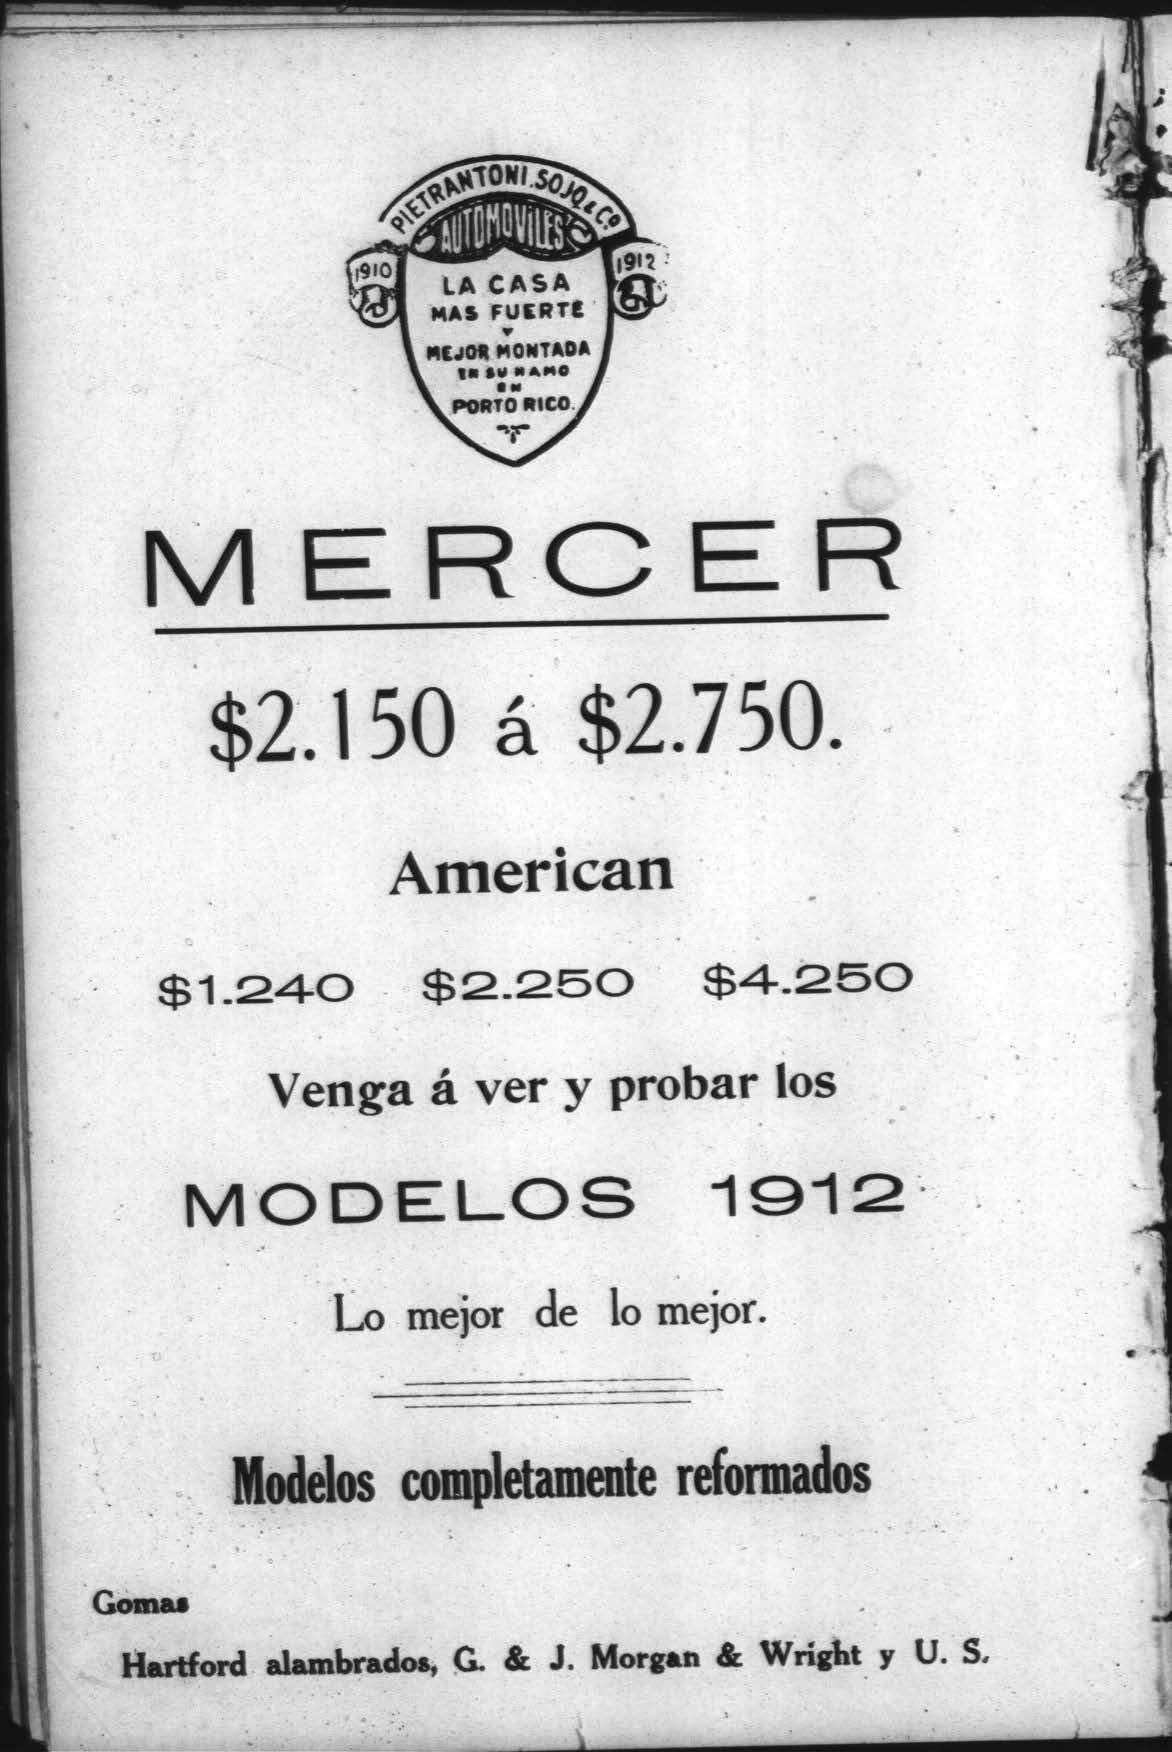 PIETRANTONI. SOJO & Co
AUTOMOVILES
1910
1912
LA CASA
MAS FUERTE
Y
MEJOR MONTADA
EN SU RAMO
EN
PORTO RICO.
MERCER
$2.150 á $2.750.
American
$1.240 $2.250 $4.250
Venga á ver y probar los
MODELOS 1912
Lo mejor de lo mejor.
Modelos completamente reformados
Gomas
Hartford alambrados, G. & J. Morgan & Wright y U. S.